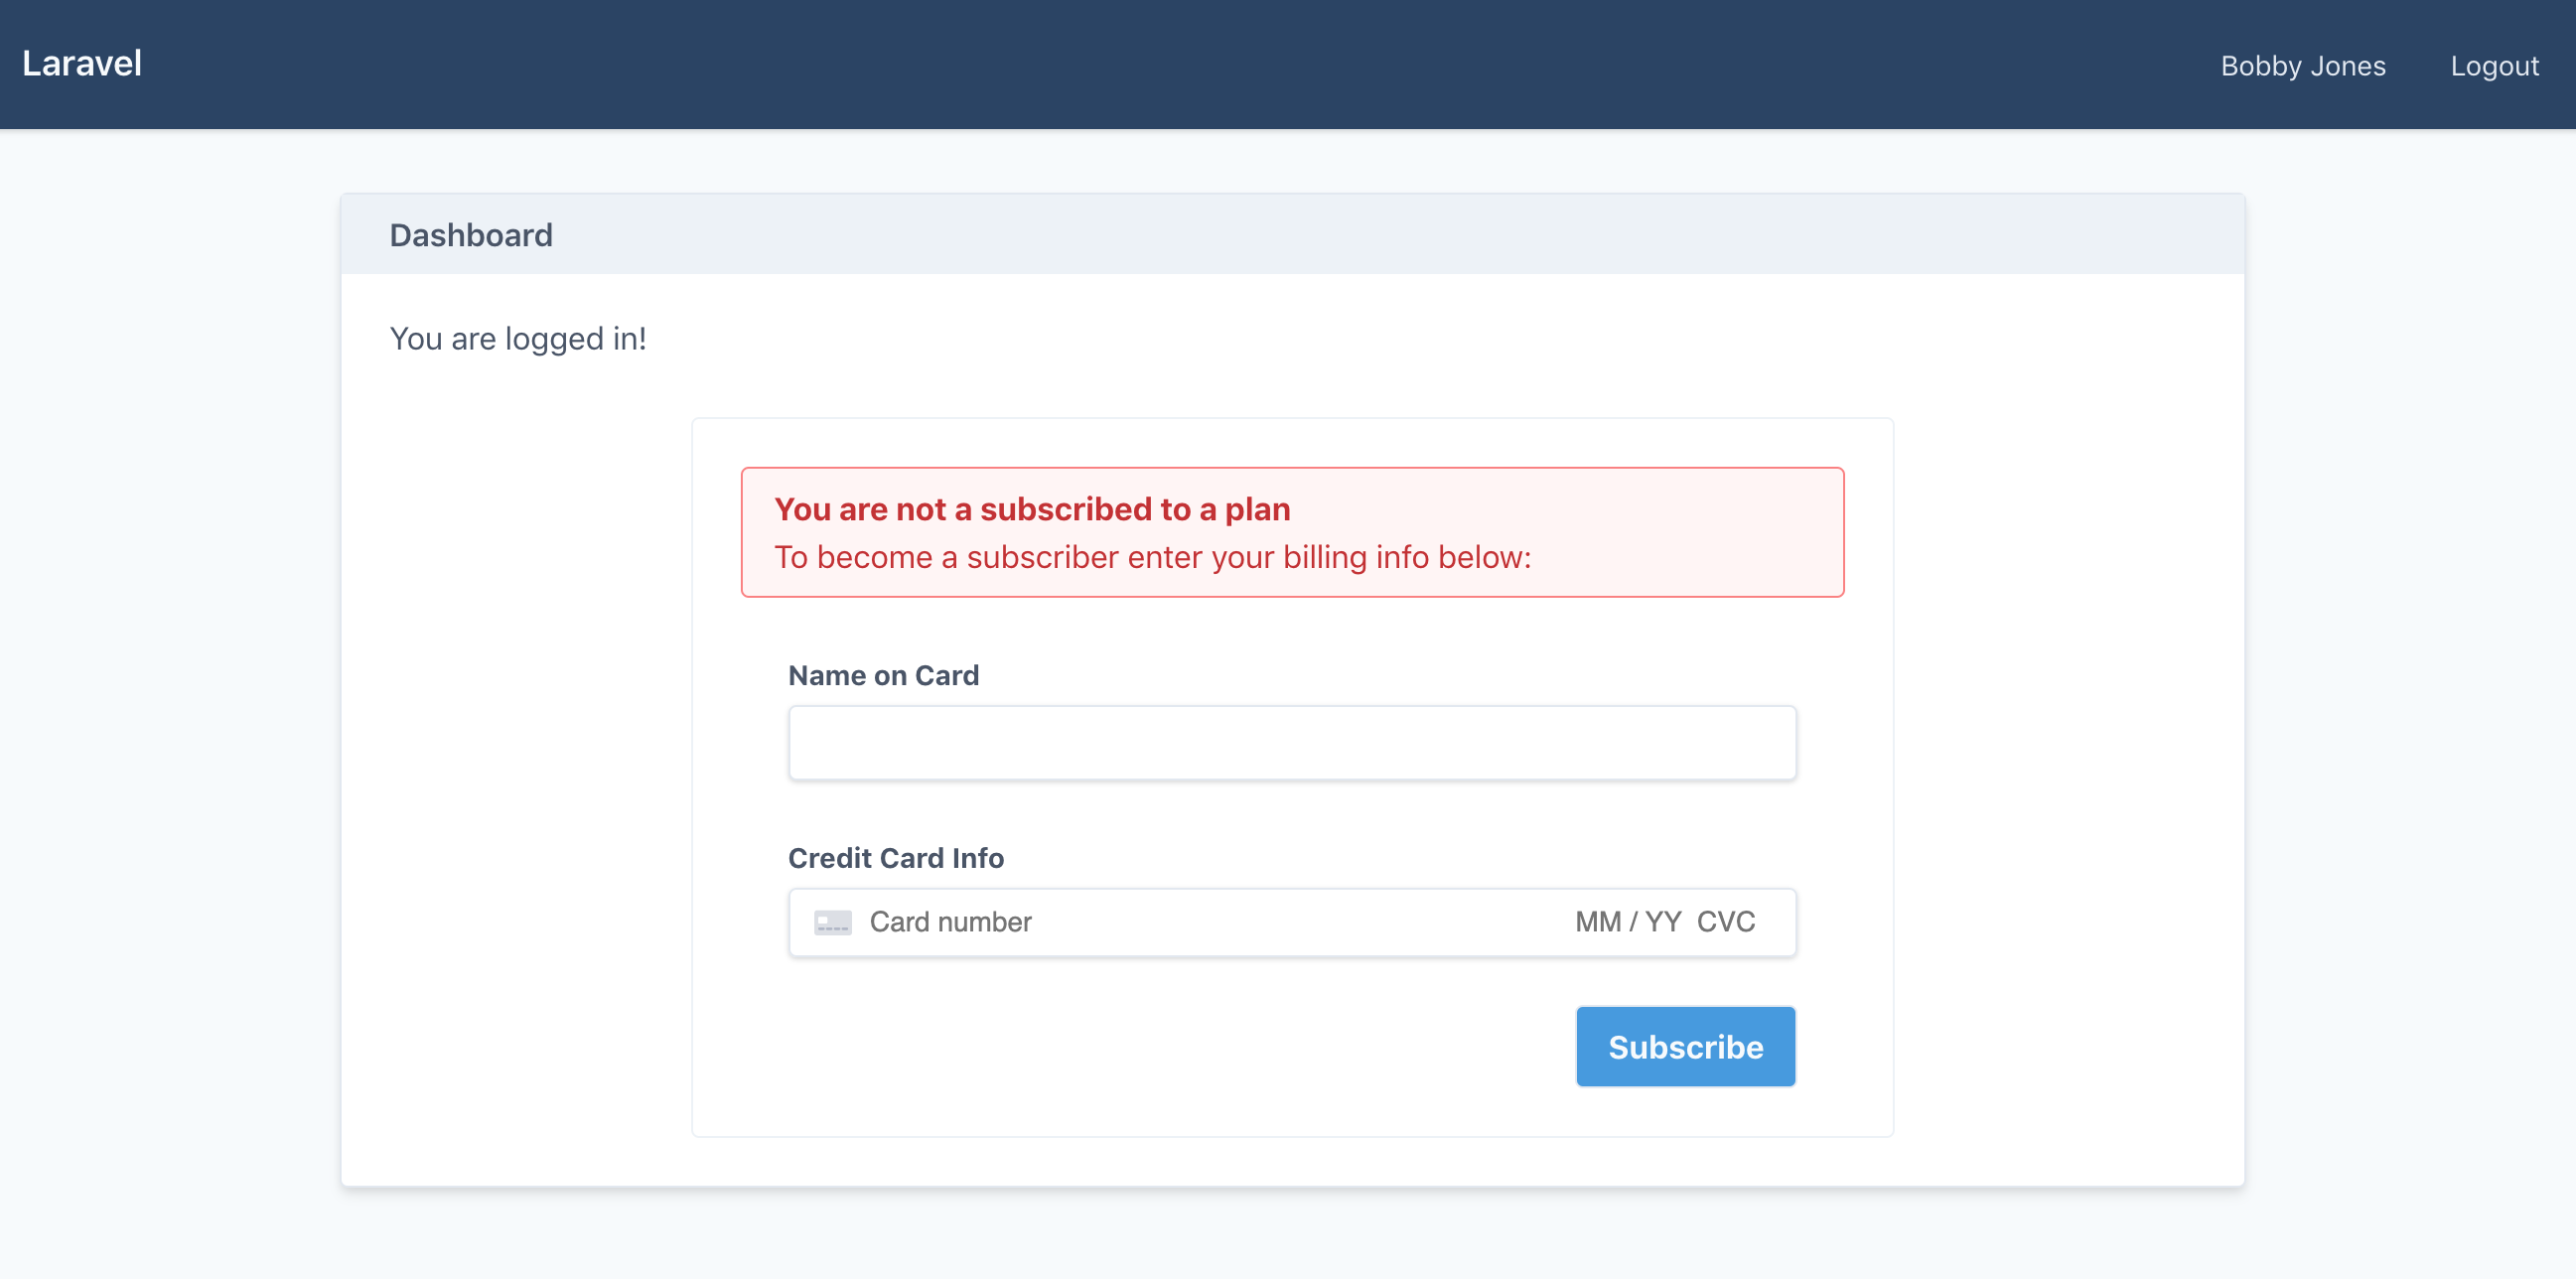 Laravel
Bobby Jones Logout
Dashboard
You are logged in!
You are not a subscribed to a plan
To become a subscriber enter your billing info below:
Name on Card
Credit Card Info
Card number MM / YY CVC
Subscribe